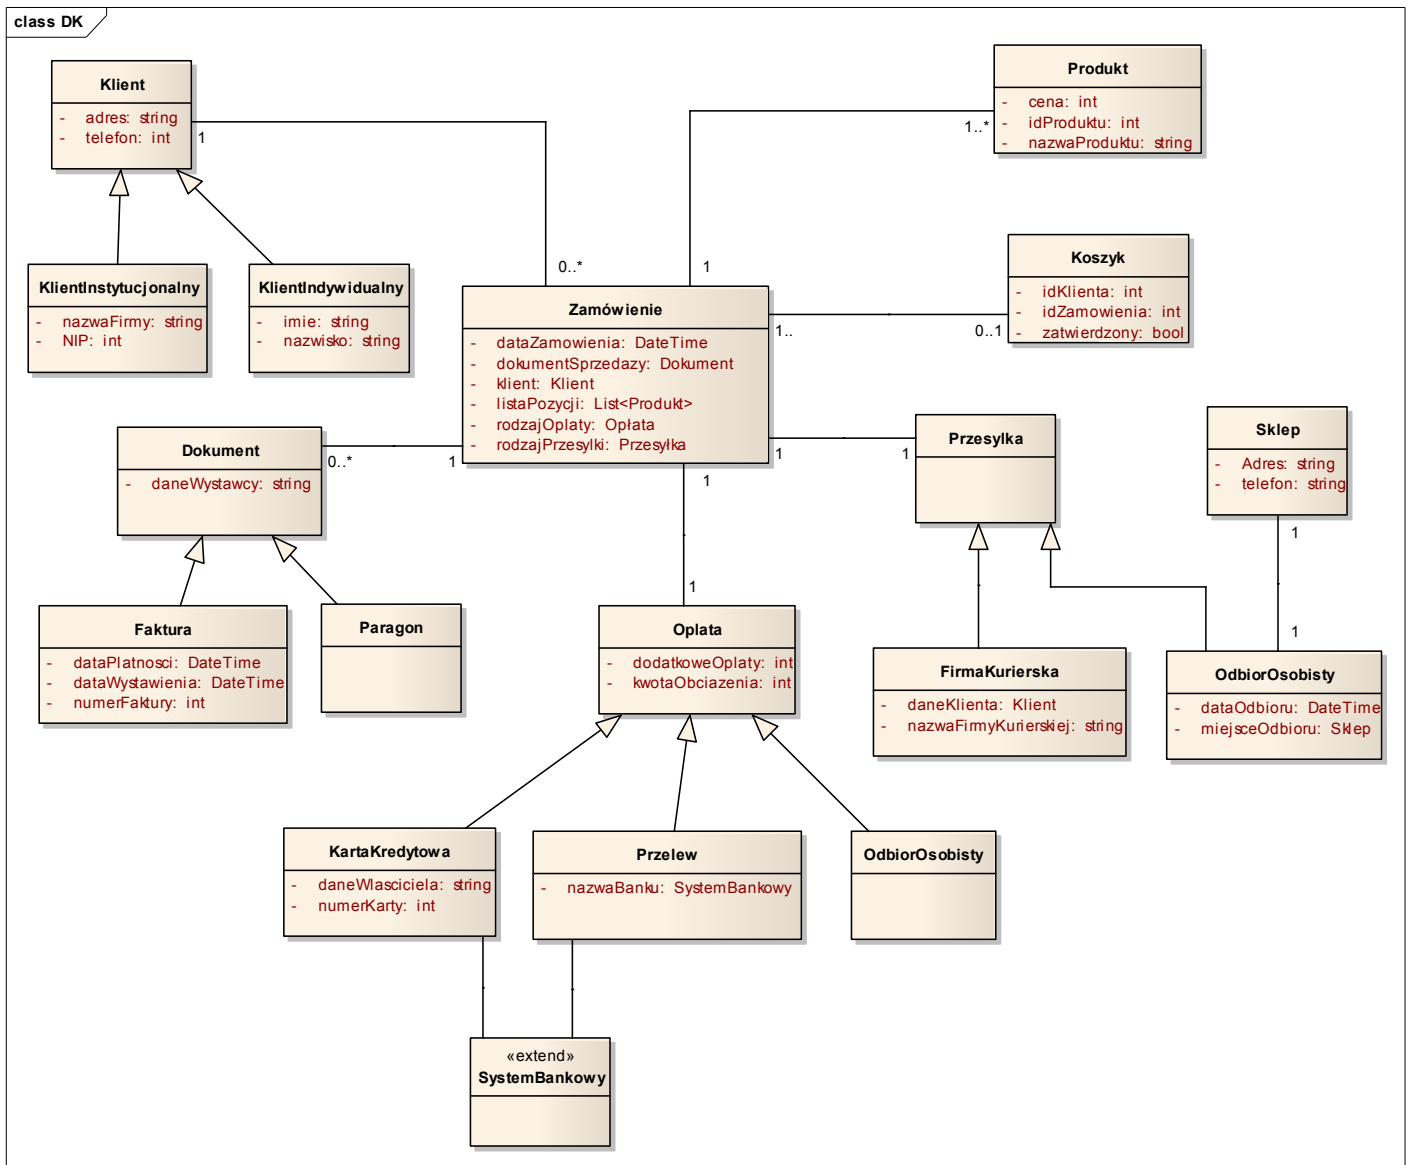 class DK
Klient
- adres: string
- telefon: int
1
Produkt
- cena: int
- idProduktu: int
- nazwaProduktu: string
1..*
KlientInstytucjonalny
- nazwaFirmy: string
- NIP: int
KlientIndywidualny
- imie: string
- nazwisko: string
0..*
1
Koszyk
- idKlienta: int
- idZamowienia: int
- zatwierdzony: bool
Zamówienie
- dataZamowienia: DateTime
- dokumentSprzedazy: Dokument
- klient: Klient
- listaPozycji: List<Produkt>
- rodzajOplaty: Opłata
- rodzajPrzesylki: Przesyłka
1..
0..1
Dokument
- daneWystawcy: string
0..*
1
1
1
1
Przesylka
Sklep
- Adres: string
- telefon: string
1
1
1
Faktura
- dataPlatnosci: DateTime
- dataWystawienia: DateTime
- numerFaktury: int
Paragon
Oplata
- dodatkoweOplaty: int
- kwotaObciazenia: int
FirmaKurierska
- daneKlienta: Klient
- nazwaFirmyKurierskiej: string
OdbiorOsobisty
- dataOdbioru: DateTime
- miejsceOdbioru: Sklep
KartaKredytowa
- daneWlasciciela: string
- numerKarty: int
Przelew
- nazwaBanku: SystemBankowy
OdbiorOsobisty
«extend»
SystemBankowy